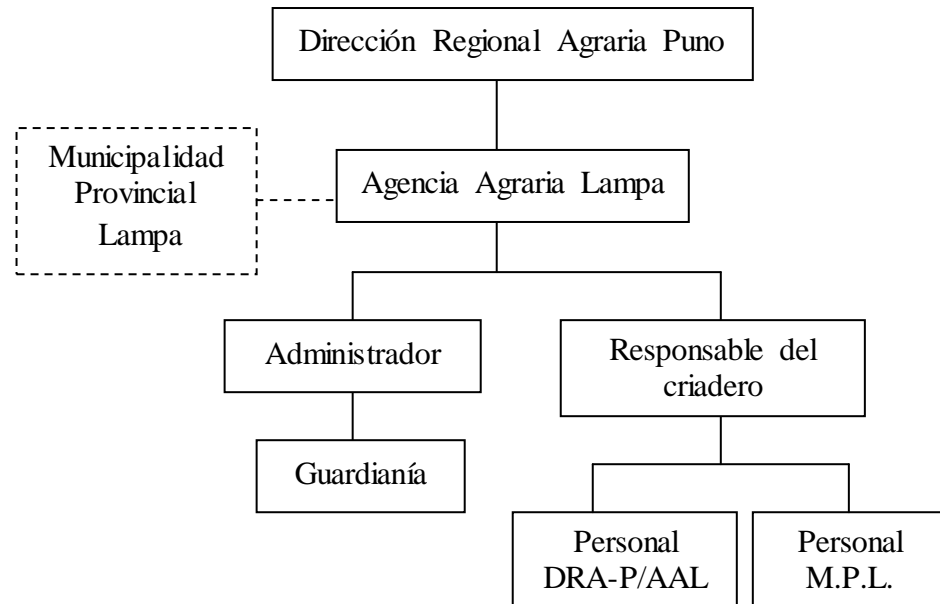 Dirección Regional Agraria Puno
Municipalidad
Provincial
Lampa
Agencia Agraria Lampa
Administrador
Responsable del
criadero
Guardianía
Personal
DRA-P/AAL
Personal
M.P.L.